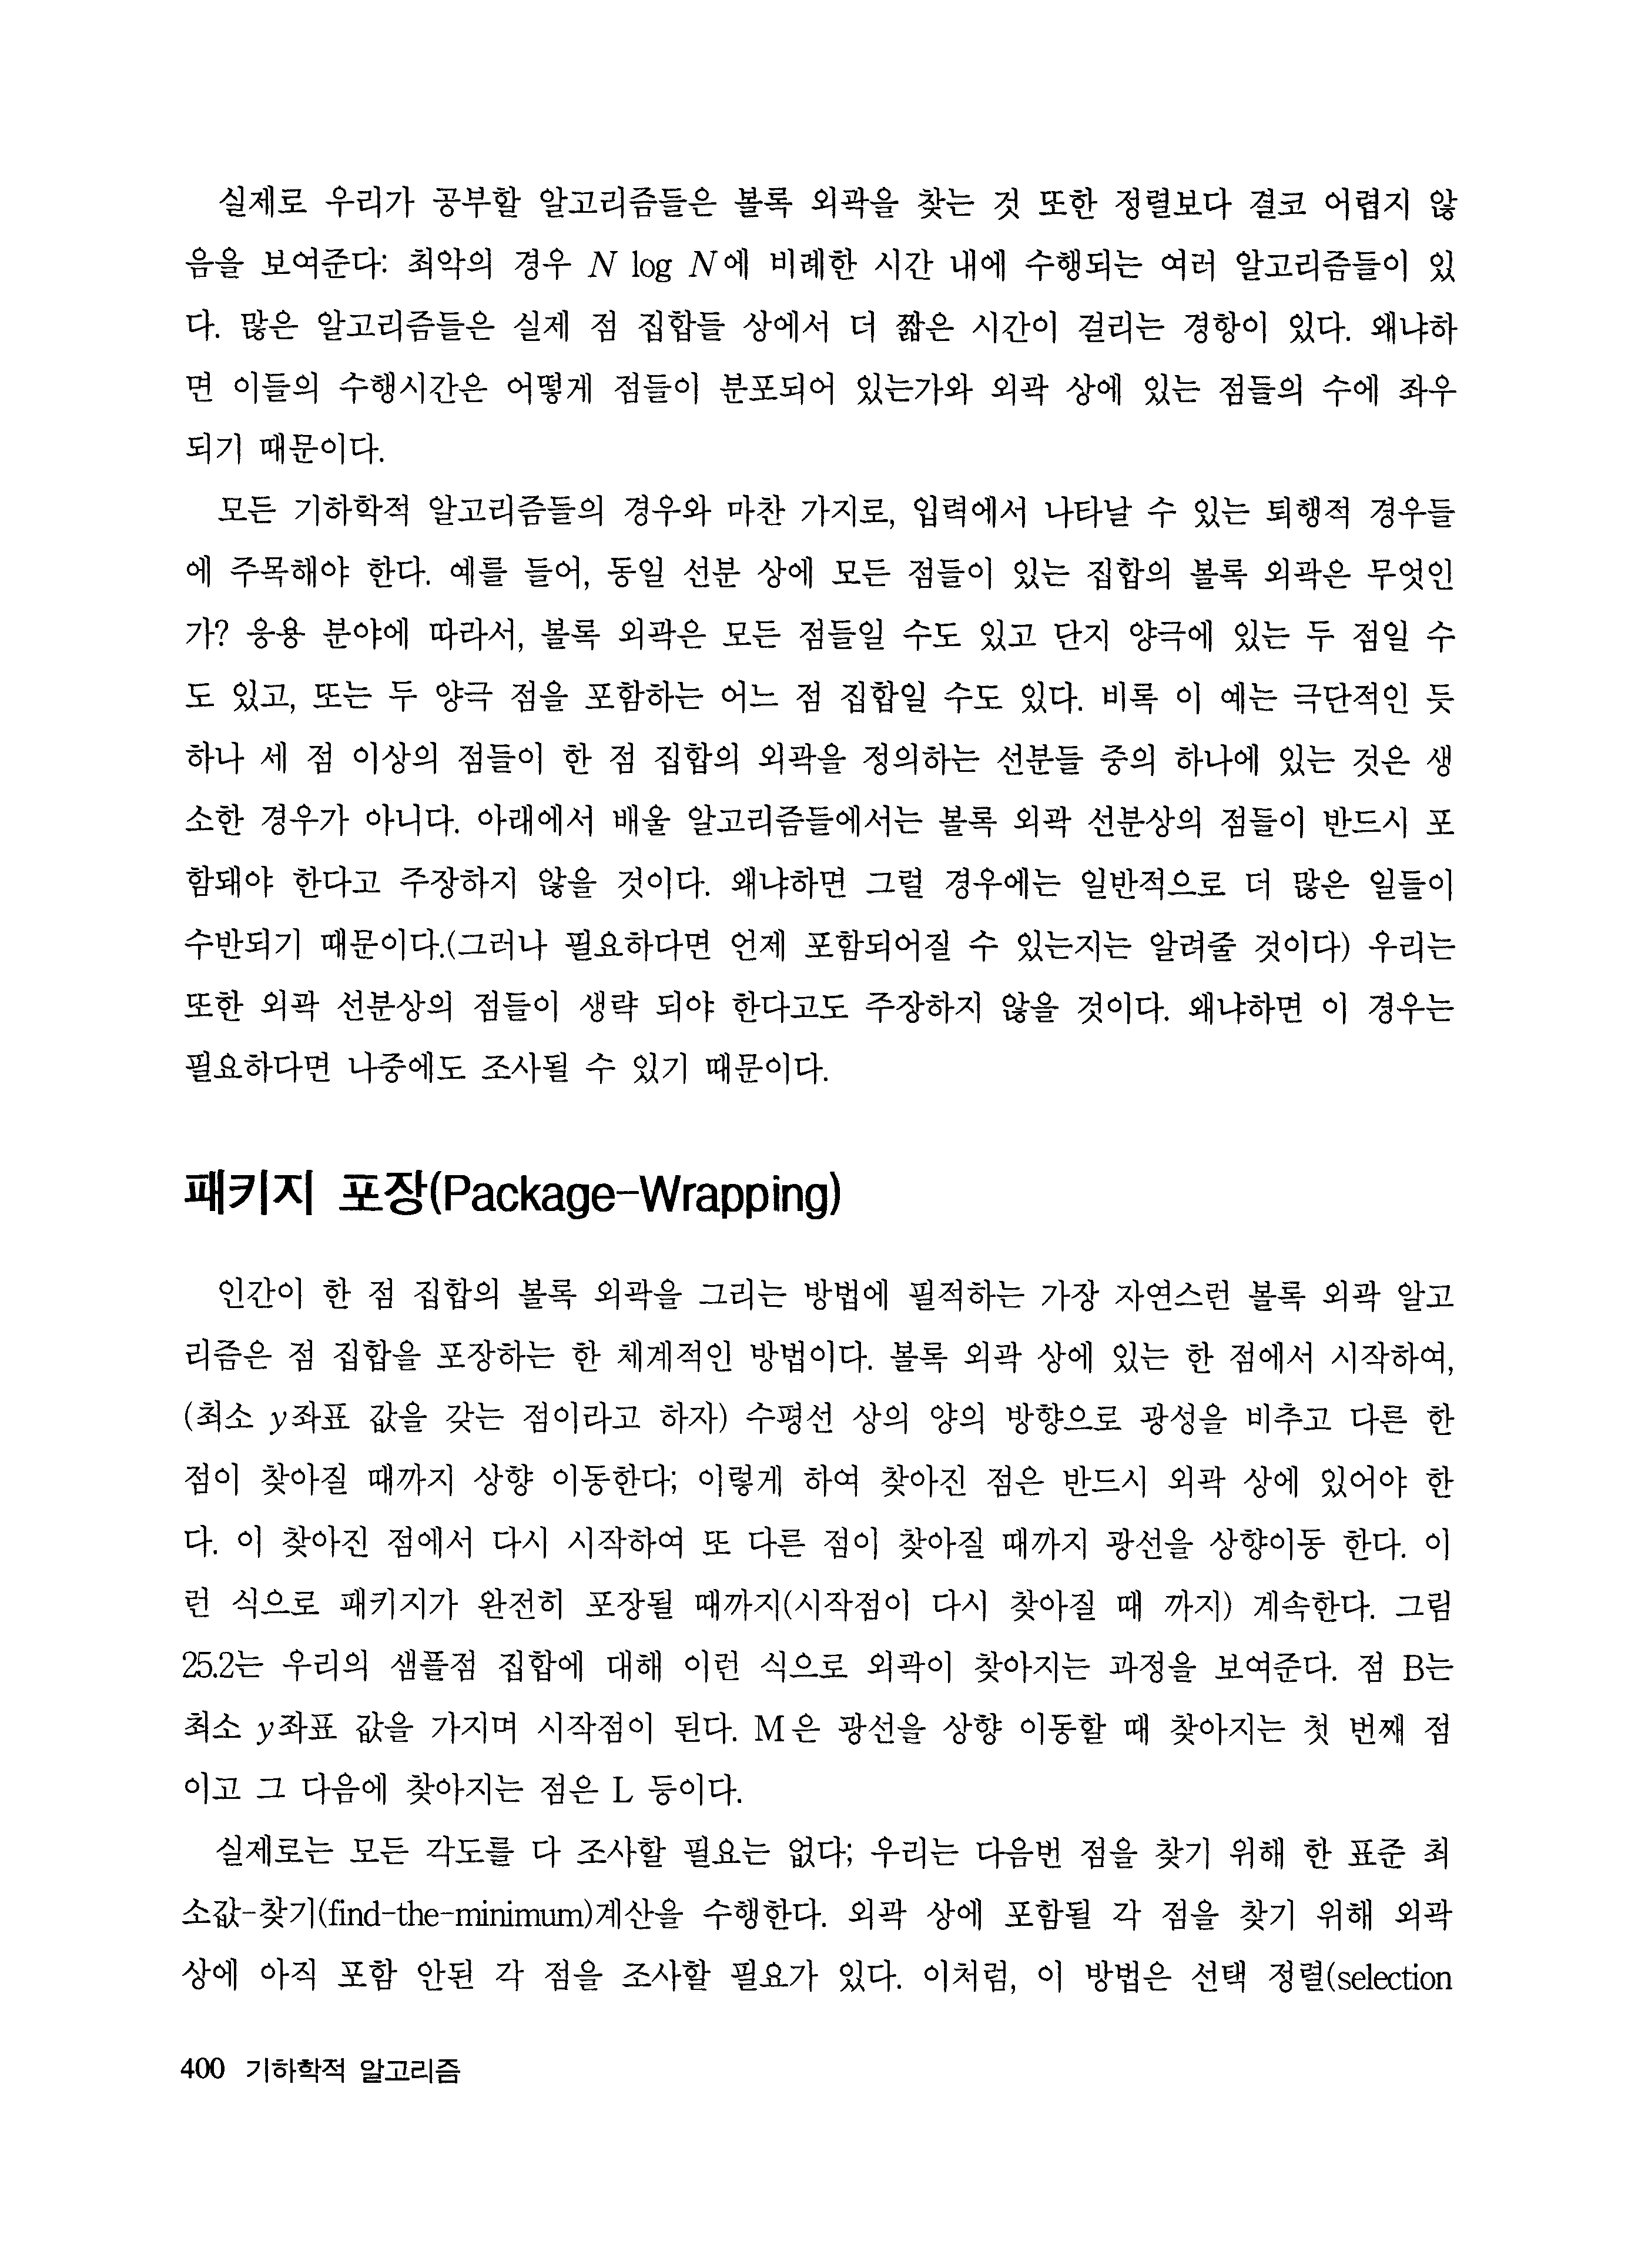 실제로 우리가 공부할 알고리즘들은 볼록 외곽을 찾는 것 또한 정렬보다 결코 어렵지 않
음을 보여준다: 최악의 경우 N log N에 비례한 시간 내에 수행되는 여러 알고리즘들이 있
다. 많은 알고리즘들은 실제 점 집합들 상에서 더 짧은 시간이 걸리는 경향이 있다. 왜냐하
면 이들의 수행시간은 어떻게 점들이 분포되어 있는가와 외곽 상에 있는 점들의 수에 좌우
되기 때문이다.
모든 기하학적 알고리즘들의 경우와 마찬 가지로, 입력에서 나타날 수 있는 퇴행적 경우들
에 주목해야 한다. 예를 들어, 동일 선분 상에 모든 점들이 있는 집합의 볼록 외곽은 무엇인
가? 응용 분야에 따라서, 볼록 외곽은 모든 점들일 수도 있고 단지 양극에 있는 두 점일 수
도 있고, 또는 두 양극 점을 포함하는 어느 점 집합일 수도 있다. 비록 이 예는 극단적인 듯
하나 세 점 이상의 점들이 한 점 집합의 외곽을 정의하는 선분들 중의 하나에 있는 것은 생
소한 경우가 아니다. 아래에서 배울 알고리즘들에서는 볼록 외곽 선분상의 점들이 반드시 포
함돼야 한다고 주장하지 않을 것이다. 왜냐하면 그럴 경우에는 일반적으로 더 많은 일들이
수반되기 때문이다.(그러나 필요하다면 언제 포함되어질 수 있는지는 알려줄 것이다) 우리는
또한 외곽 선분상의 점들이 생략 되야 한다고도 주장하지 않을 것이다. 왜냐하면 이 경우는
필요하다면 나중에도 조사될 수 있기 때문이다.
패키지 포장(Package-Wrapping)
인간이 한 점 집합의 볼록 외곽을 그리는 방법에 필적하는 가장 자연스런 볼록 외곽 알고
리즘은 점 집합을 포장하는 한 체계적인 방법이다. 볼록 외곽 상에 있는 한 점에서 시작하여,
(최소 y좌표 값을 갖는 점이라고 하자) 수평선 상의 양의 방향으로 광성을 비추고 다른 한
점이 찾아질 때까지 상향 이동한다; 이렇게 하여 찾아진 점은 반드시 외곽 상에 있어야 한
다. 이 찾아진 점에서 다시 시작하여 또 다른 점이 찾아질 때까지 광선을 상향이동 한다. 이
런 식으로 패키지가 완전히 포장될 때까지(시작점이 다시 찾아질 때 까지) 계속한다. 그림
25.2는 우리의 샘플점 집합에 대해 이런 식으로 외곽이 찾아지는 과정을 보여준다. 점 B는
최소 y좌표 값을 가지며 시작점이 된다. M은 광선을 상향 이동할 때 찾아지는 첫 번째 점
이고 그 다음에 찾아지는 점은 L 등이다.
실제로는 모든 각도를 다 조사할 필요는 없다; 우리는 다음번 점을 찾기 위해 한 표준 최
소값-찾기(find-the-minimum)계산을 수행한다. 외곽 상에 포함될 각 점을 찾기 위해 외곽
상에 아직 포함 안된 각 점을 조사할 필요가 있다. 이처럼, 이 방법은 선택 정렬(selection
400 기하학적 알고리즘